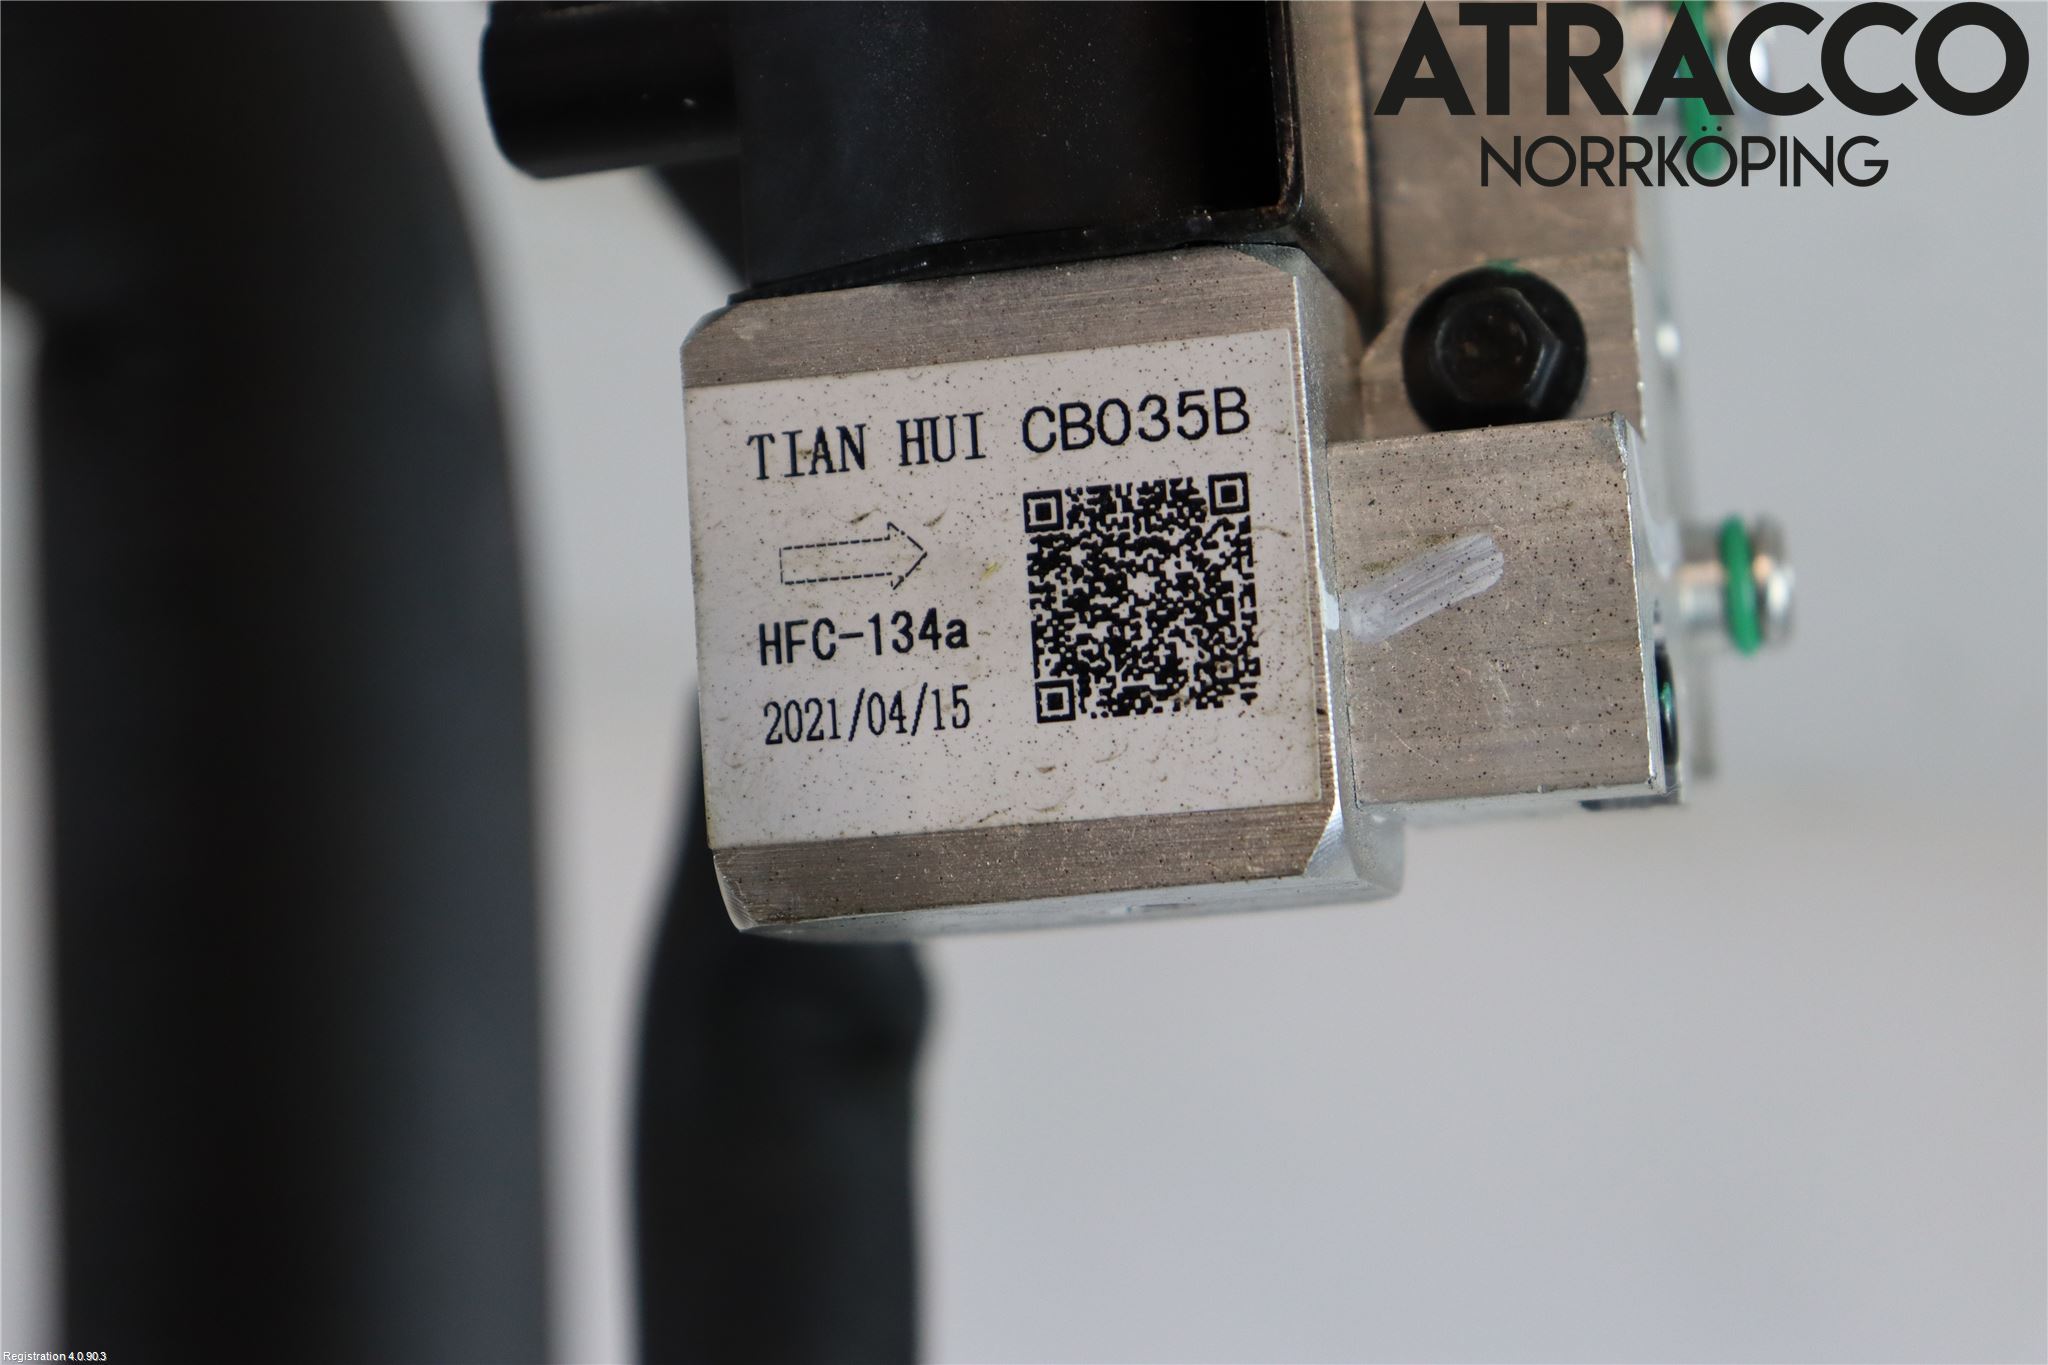 ATRACCO
NORRKÖPING
TIAN HUI CB035B
HFC-134a
2021/04/15
Registration 4.0.90.3